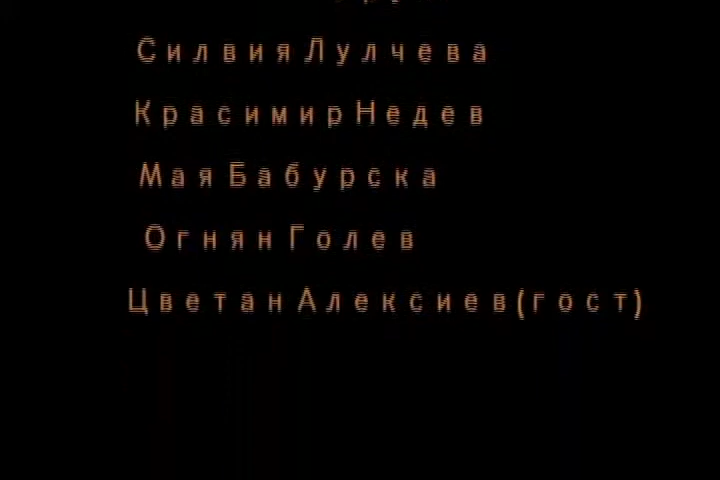 Силвия Лулчева
Красимир Недев
Мая Бабурска
Огнян Голев
Цветан Алексиев(гост)